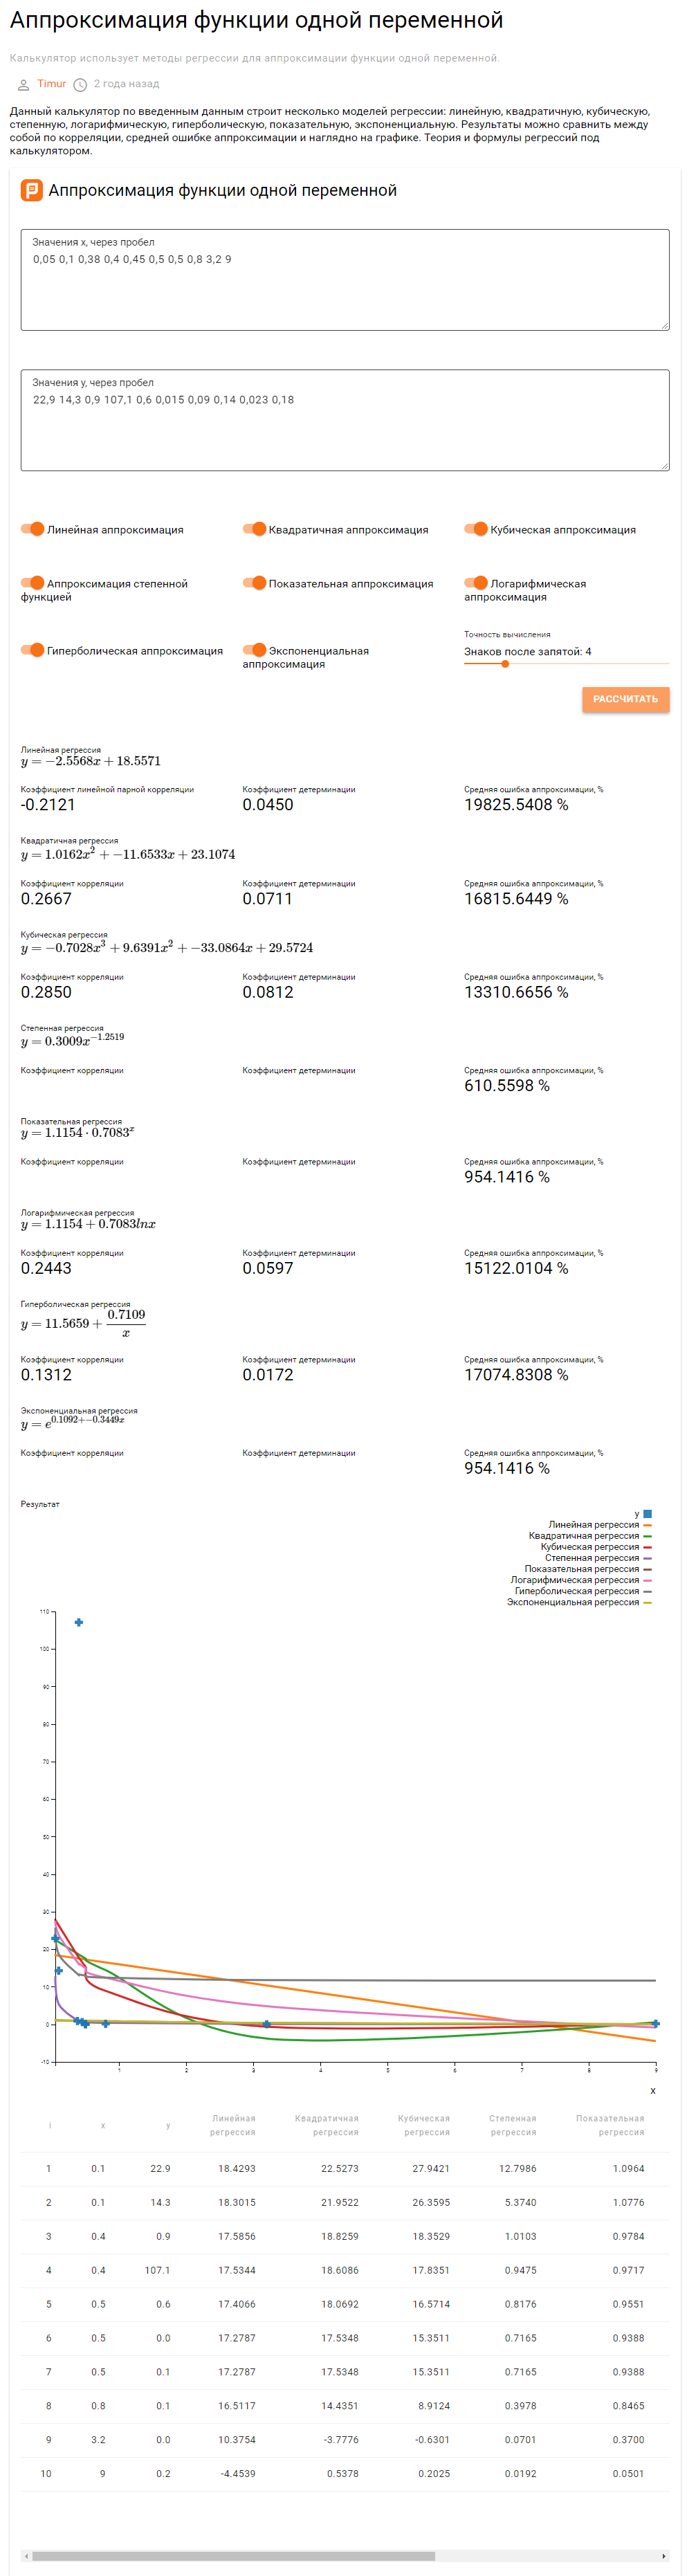 Аппроксимация функции одной переменной
Калькулятор использует методы регрессии для аппроксимации функции одной переменной.
Timur 2 года назад
Данный калькулятор по введенным данным строит несколько моделей регрессии: линейную, квадратичную, кубическую,
степенную, логарифмическую, гиперболическую, показательную, экспоненциальную. Результаты можно сравнить между
собой по корреляции, средней ошибке аппроксимации и наглядно на графике. Теория и формулы регрессий под
калькулятором.
Аппроксимация функции одной переменной
Значения x, через пробел
0,05 0,1 0,38 0,4 0,45 0,5 0,5 0,8 3,2 9
Значения y, через пробел
22,9 14,3 0,9 107,1 0,6 0,015 0,09 0,14 0,023 0,18
Линейная аппроксимация Квадратичная аппроксимация Кубическая аппроксимация
Аппроксимация степенной
функцией
Показательная аппроксимация
Логарифмическая
аппроксимация
Гиперболическая аппроксимация
Экспоненциальная
аппроксимация
Точность вычисления
Знаков после запятой: 4
РАССЧИТАТЬ
Линейная регрессия
y = −2.5568x + 18.5571
Коэффициент линейной парной корреляции Коэффициент детерминации Средняя ошибка аппроксимации, %
-0.2121 0.0450 19825.5408 %
Квадратичная регрессия
y = 1.0162x² + −11.6533x + 23.1074
Коэффициент корреляции Коэффициент детерминации Средняя ошибка аппроксимации, %
0.2667 0.0711 16815.6449 %
Кубическая регрессия
y = −0.7028x³ + 9.6391x² + −33.0864x + 29.5724
Коэффициент корреляции Коэффициент детерминации Средняя ошибка аппроксимации, %
0.2850 0.0812 13310.6656 %
Степенная регрессия
y = 0.3009x^−1.2519
Коэффициент корреляции Коэффициент детерминации Средняя ошибка аппроксимации, %
610.5598 %
Показательная регрессия
y = 1.1154 · 0.7083^x
Коэффициент корреляции Коэффициент детерминации Средняя ошибка аппроксимации, %
954.1416 %
Логарифмическая регрессия
y = 1.1154 + 0.7083lnx
Коэффициент корреляции Коэффициент детерминации Средняя ошибка аппроксимации, %
0.2443 0.0597 15122.0104 %
Гиперболическая регрессия
y = 11.5659 + 0.7109/x
Коэффициент корреляции Коэффициент детерминации Средняя ошибка аппроксимации, %
0.1312 0.0172 17074.8308 %
Экспоненциальная регрессия
y = e^0.1092+−0.3449x
Коэффициент корреляции Коэффициент детерминации Средняя ошибка аппроксимации, %
954.1416 %
Результат
y
Линейная регрессия
Квадратичная регрессия
Кубическая регрессия
Степенная регрессия
Показательная регрессия
Логарифмическая регрессия
Гиперболическая регрессия
Экспоненциальная регрессия
110
100
90
80
70
60
50
40
30
20
10
0
-10
1 2 3 4 5 6 7 8 9
x
i x y Линейная регрессия Квадратичная регрессия Кубическая регрессия Степенная регрессия Показательная регрессия
1 0.1 22.9 18.4293 22.5273 27.9421 12.7986 1.0964
2 0.1 14.3 18.3015 21.9522 26.3595 5.3740 1.0776
3 0.4 0.9 17.5856 18.8259 18.3529 1.0103 0.9784
4 0.4 107.1 17.5344 18.6086 17.8351 0.9475 0.9717
5 0.5 0.6 17.4066 18.0692 16.5714 0.8176 0.9551
6 0.5 0.0 17.2787 17.5348 15.3511 0.7165 0.9388
7 0.5 0.1 17.2787 17.5348 15.3511 0.7165 0.9388
8 0.8 0.1 16.5117 14.4351 8.9124 0.3978 0.8465
9 3.2 0.0 10.3754 -3.7776 -0.6301 0.0701 0.3700
10 9 0.2 -4.4539 0.5378 0.2025 0.0192 0.0501